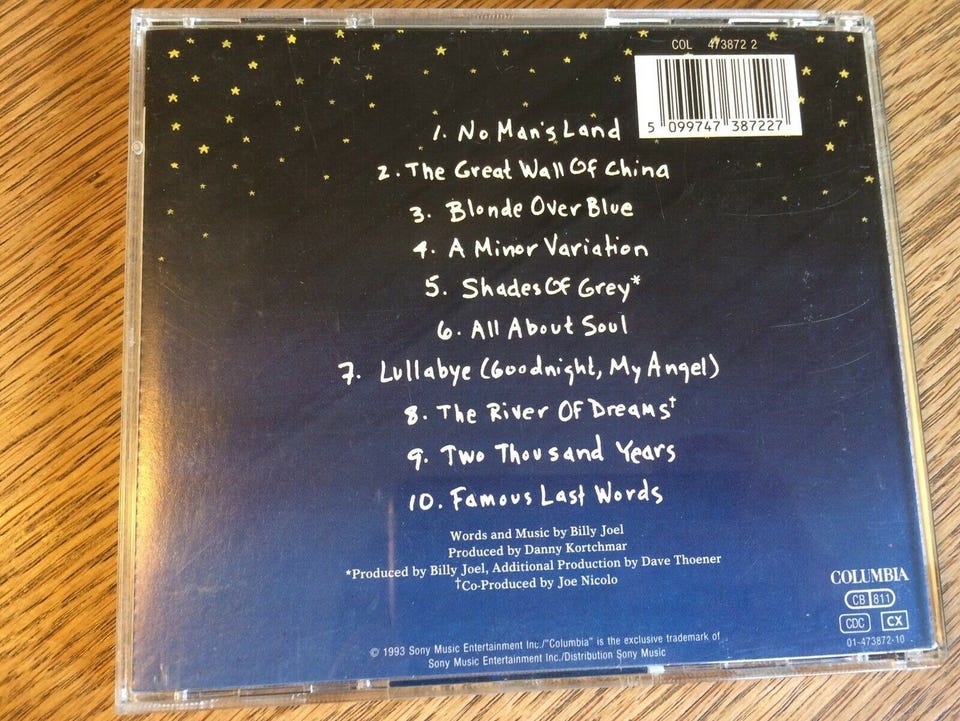 COL 473872 2
5 099747 387227
1. No Man's Land
2. The Great Wall Of China
3. Blonde Over Blue
4. A Minor Variation
5. Shades Of Grey*
6. All About Soul
7. Lullabye (Goodnight, My Angel)
8. The River Of Dreams†
9. Two Thousand Years
10. Famous Last Words
Words and Music by Billy Joel
Produced by Danny Kortchmar
*Produced by Billy Joel, Additional Production by Dave Thoener
†Co-Produced by Joe Nicolo
COLUMBIA
CB 811
CDC CX
01-473872-10
© 1993 Sony Music Entertainment Inc./"Columbia" is the exclusive trademark of
Sony Music Entertainment Inc./Distribution Sony Music